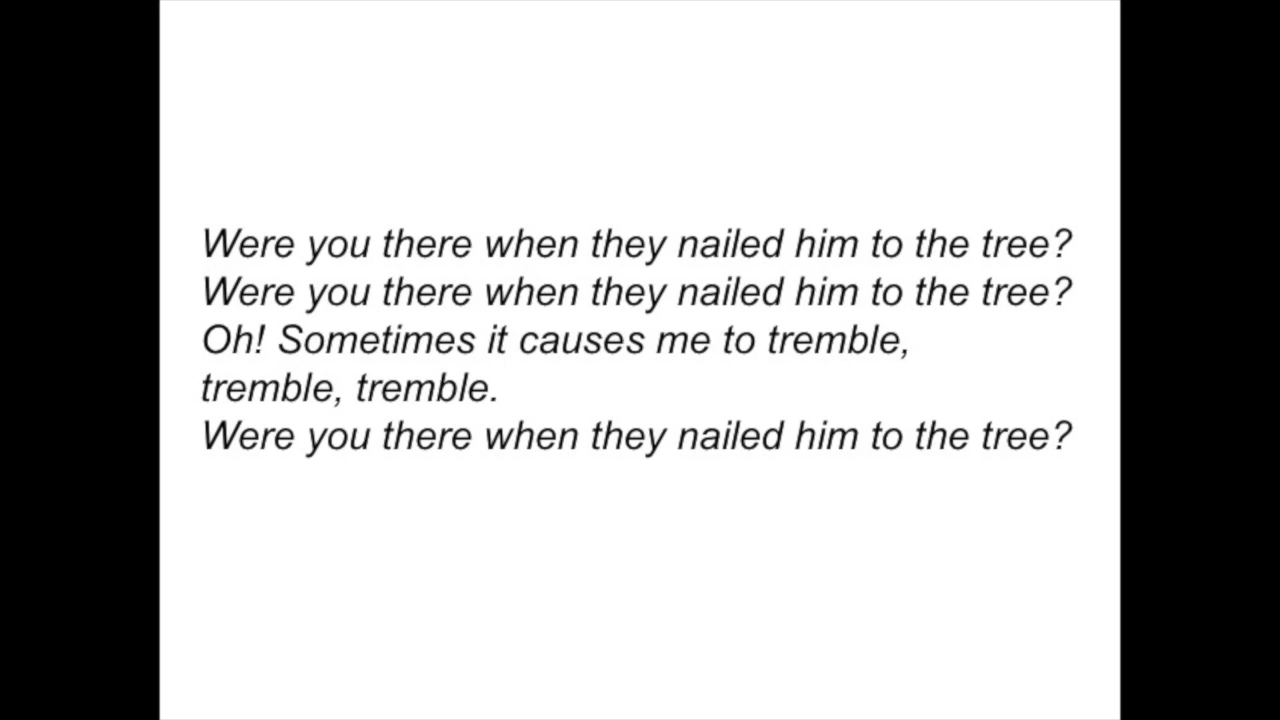 Were you there when they nailed him to the tree?
Were you there when they nailed him to the tree?
Oh! Sometimes it causes me to tremble,
tremble, tremble.
Were you there when they nailed him to the tree?